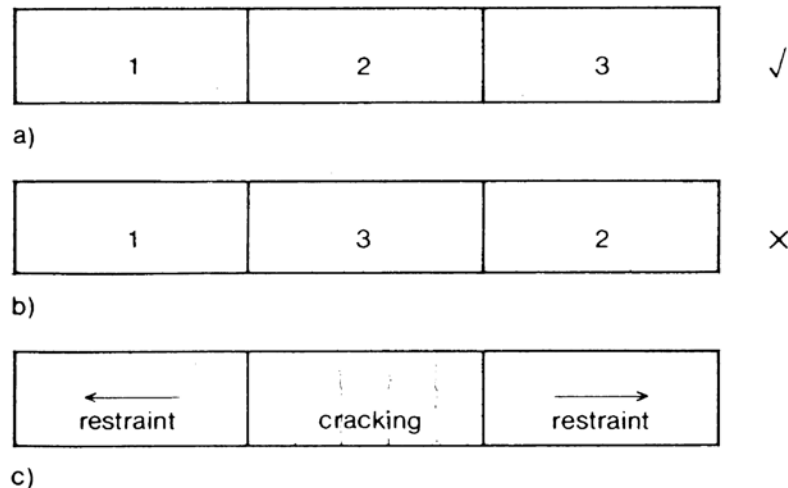 1 2 3 ✓
a)
1 3 2 ×
b)
restraint cracking restraint
c)